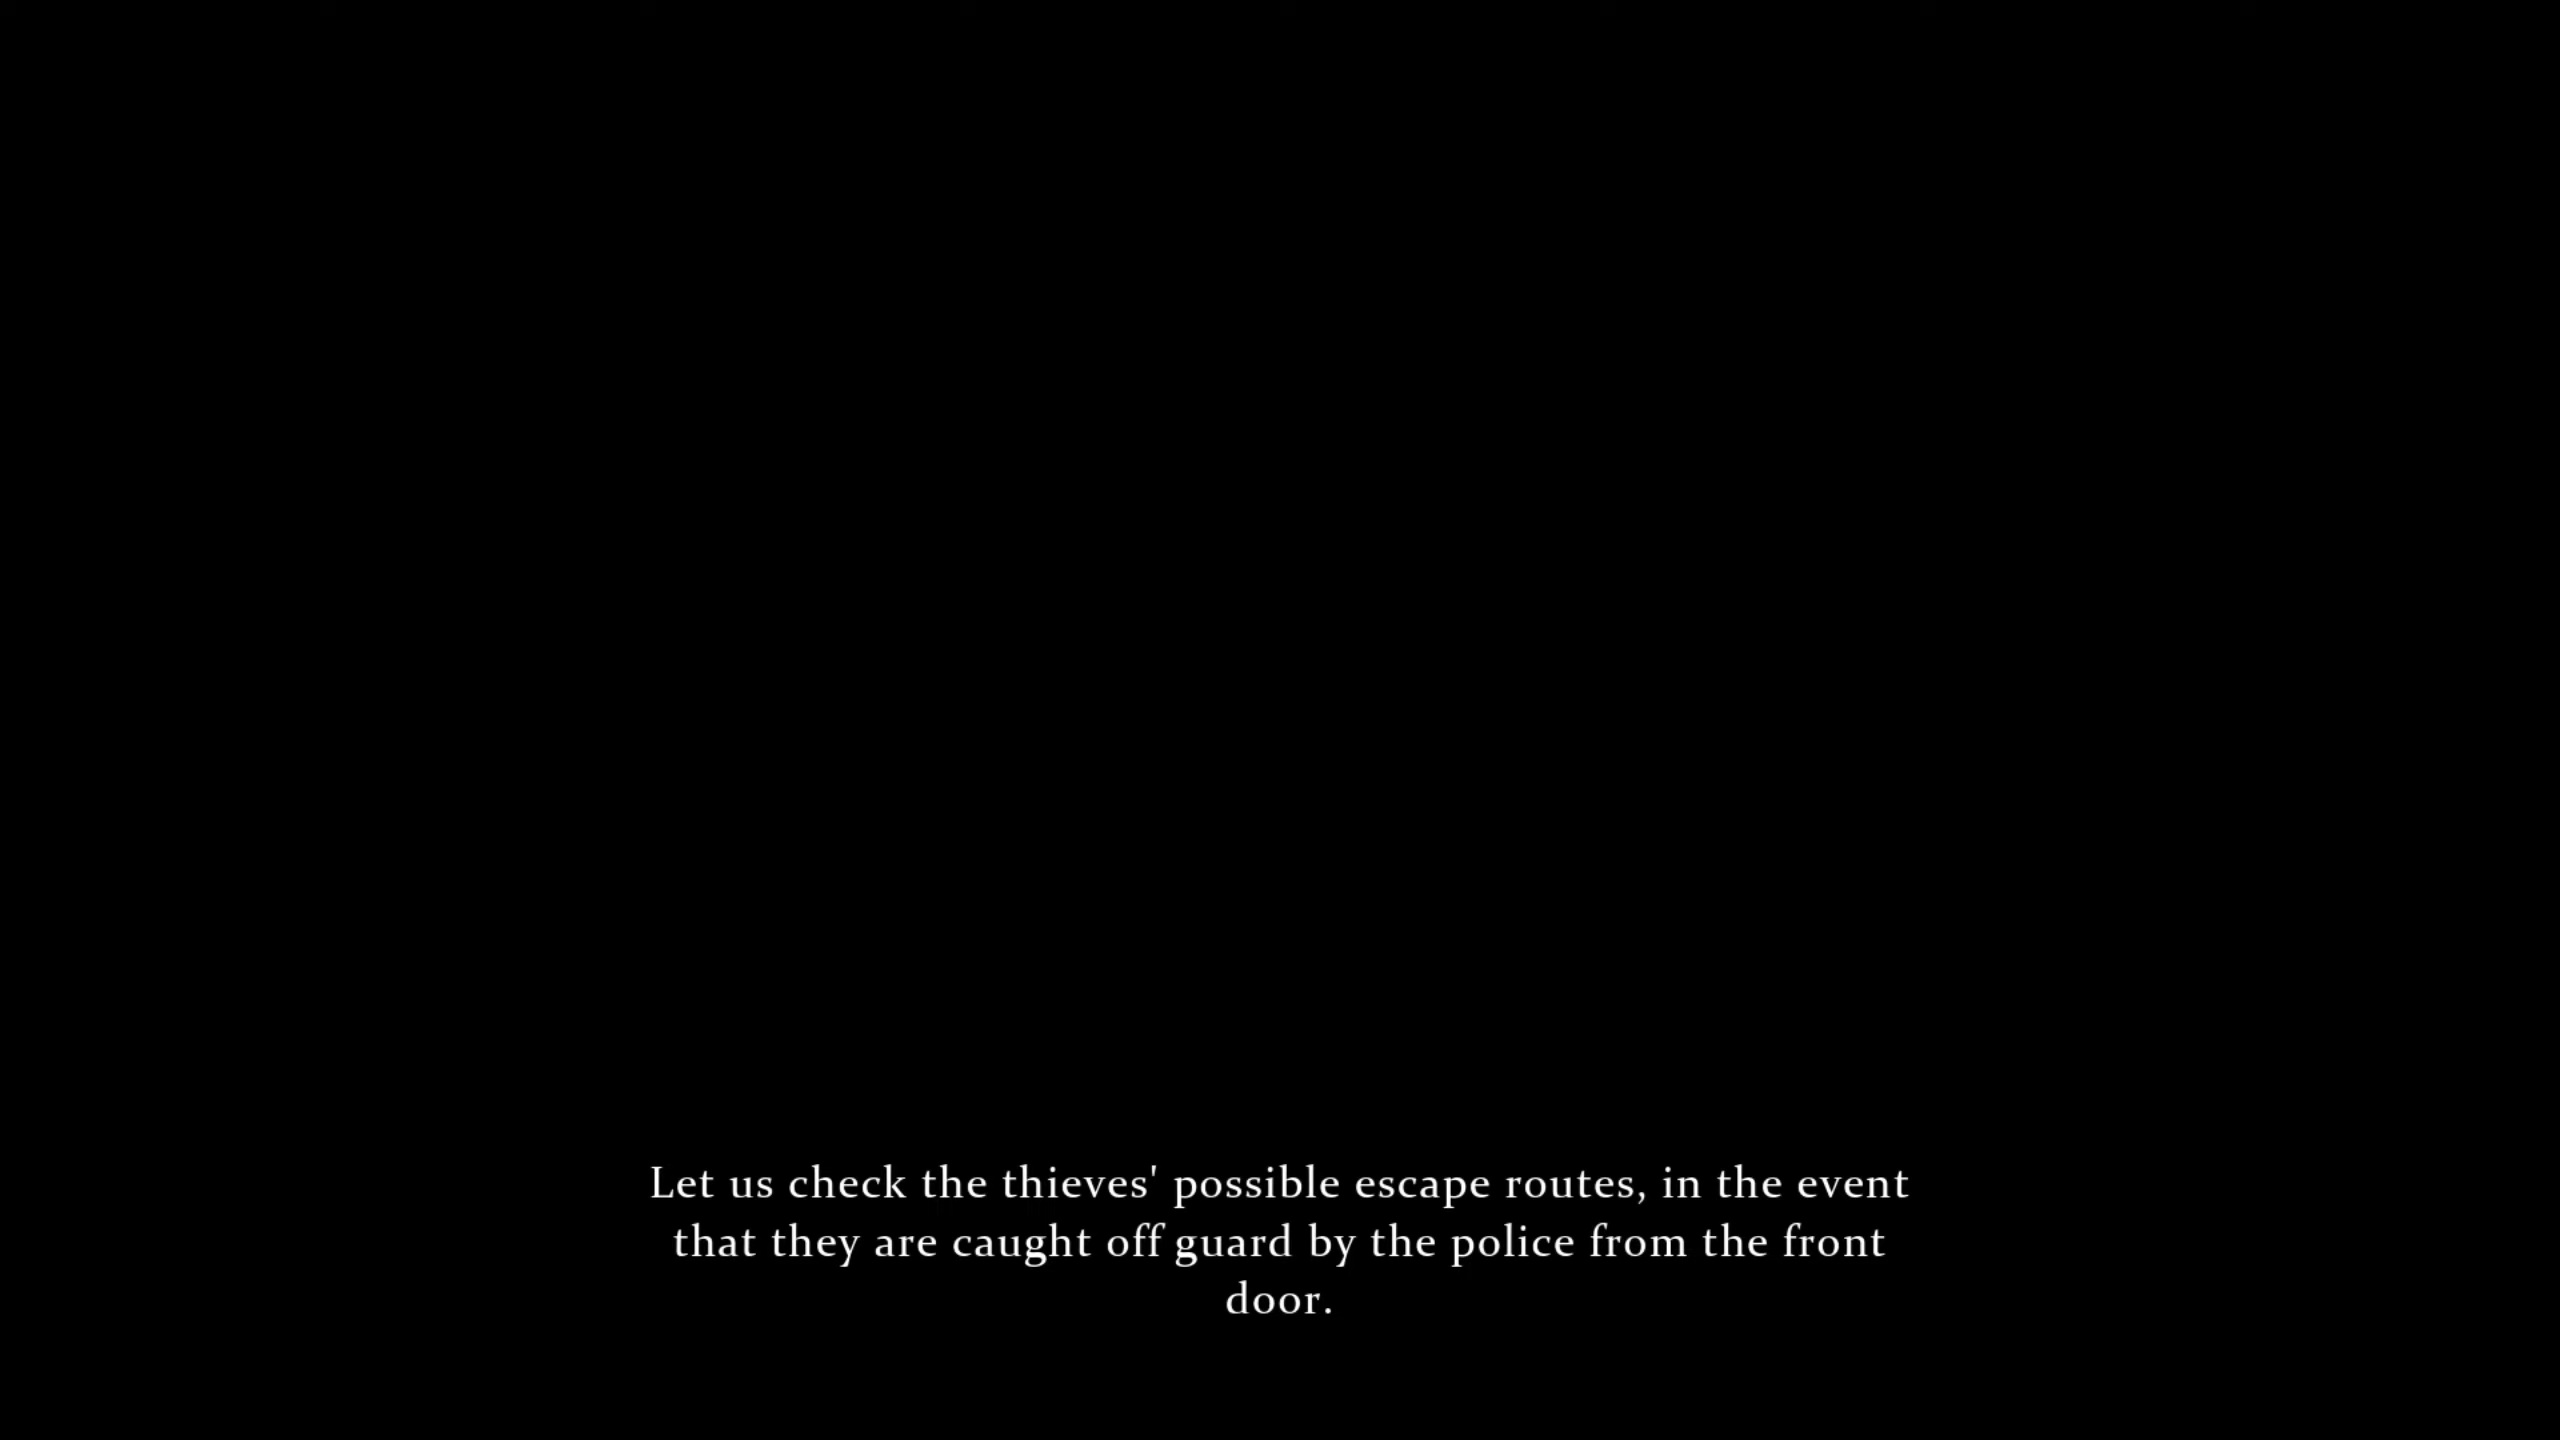 Let us check the thieves' possible escape routes, in the event
that they are caught off guard by the police from the front
door.